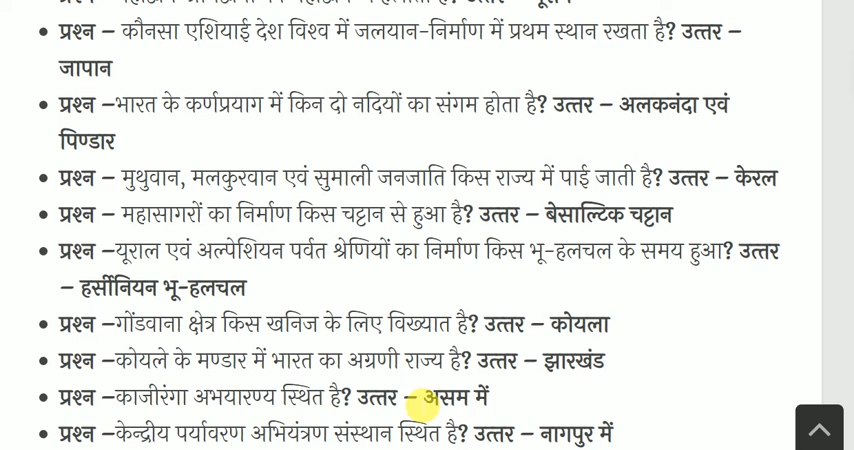 प्रश्न – कौनसा एशियाई देश विश्व में जलयान-निर्माण में प्रथम स्थान रखता है? उत्तर –
जापान
प्रश्न –भारत के कर्णप्रयाग में किन दो नदियों का संगम होता है? उत्तर – अलकनंदा एवं
पिण्डार
प्रश्न – मुथुवान, मलकुरवान एवं सुमाली जनजाति किस राज्य में पाई जाती है? उत्तर – केरल
प्रश्न – महासागरों का निर्माण किस चट्टान से हुआ है? उत्तर – बेसाल्टिक चट्टान
प्रश्न –यूराल एवं अल्पेशियन पर्वत श्रेणियों का निर्माण किस भू-हलचल के समय हुआ? उत्तर
– हर्सीनियन भू-हलचल
प्रश्न –गोंडवाना क्षेत्र किस खनिज के लिए विख्यात है? उत्तर – कोयला
प्रश्न –कोयले के मण्डार में भारत का अग्रणी राज्य है? उत्तर – झारखंड
प्रश्न –काजीरंगा अभयारण्य स्थित है? उत्तर – असम में
प्रश्न –केन्द्रीय पर्यावरण अभियंत्रण संस्थान स्थित है? उत्तर – नागपुर में